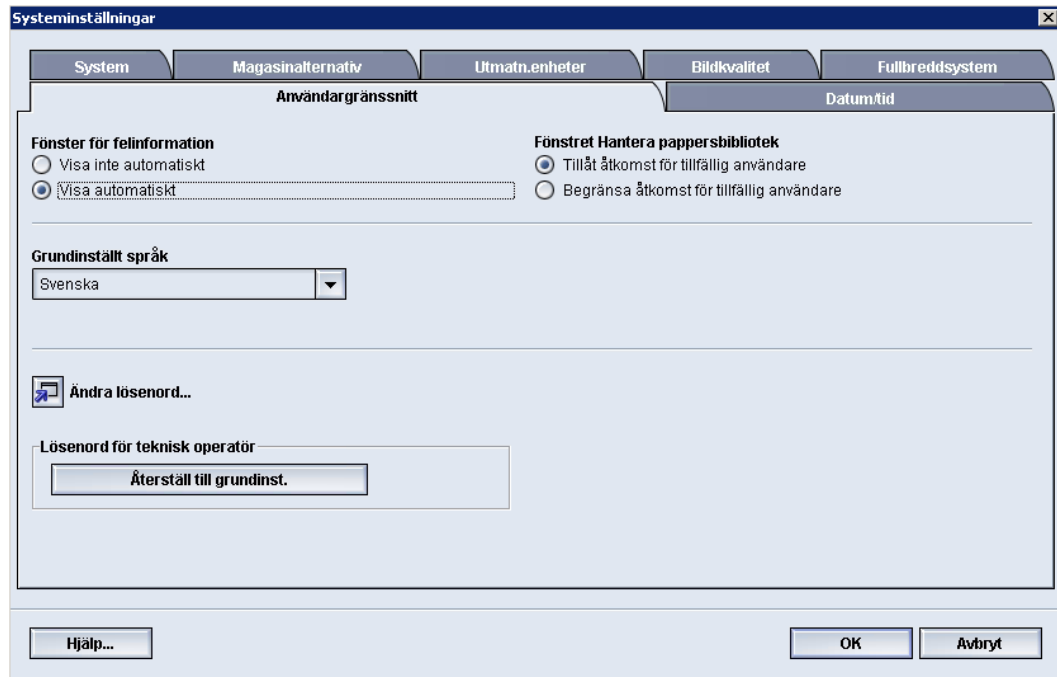 Systeminställningar
System
Magasinalternativ
Utmatn.enheter
Bildkvalitet
Fullbreddsystem
Användargränssnitt
Datum/tid
Fönster för felinformation
Visa inte automatiskt
Visa automatiskt
Fönstret Hantera pappersbibliotek
Tillåt åtkomst för tillfällig användare
Begränsa åtkomst för tillfällig användare
Grundinställt språk
Svenska
Ändra lösenord...
Lösenord för teknisk operatör
Återställ till grundinst.
Hjälp...
OK
Avbryt